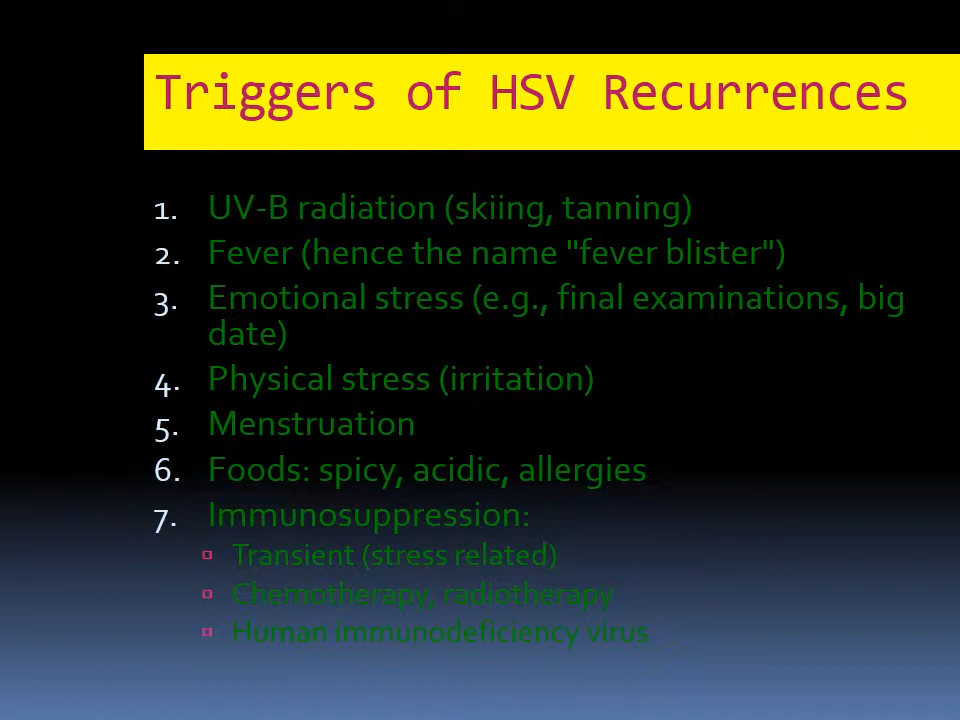 Triggers of HSV Recurrences
1. UV-B radiation (skiing, tanning)
2. Fever (hence the name "fever blister")
3. Emotional stress (e.g., final examinations, big
date)
4. Physical stress (irritation)
5. Menstruation
6. Foods: spicy, acidic, allergies
7. Immunosuppression:
Transient (stress related)
Chemotherapy, radiotherapy
Human immunodeficiency virus